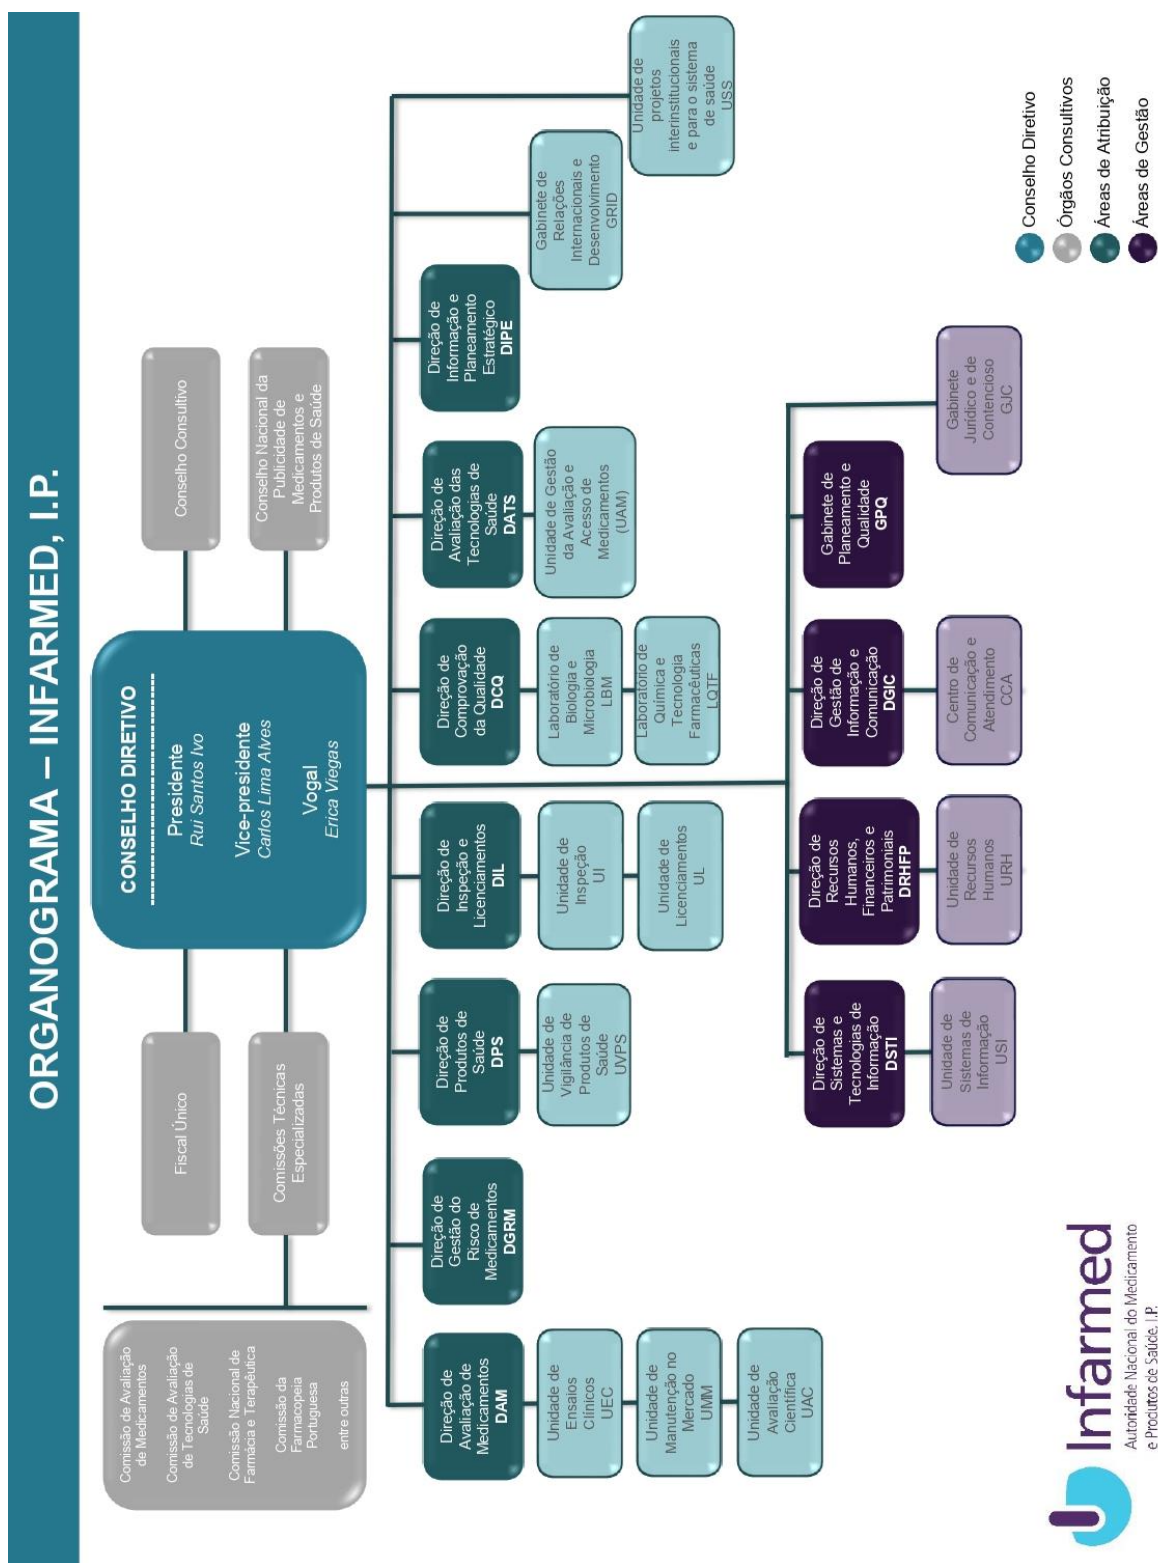 ORGANOGRAMA – INFARMED, I.P.
Comissão de Avaliação
de Medicamentos
Comissão de Avaliação
de Tecnologias de
Saúde
Comissão Nacional de
Farmácia e Terapêutica
Comissão da
Farmacopeia
Portuguesa
entre outras
Fiscal Único
Comissões Técnicas
Especializadas
CONSELHO DIRETIVO
Presidente
Rui Santos Ivo
Vice-presidente
Carlos Lima Alves
Vogal
Erica Viegas
Conselho Consultivo
Conselho Nacional da
Publicidade de
Medicamentos e
Produtos de Saúde
Direção de
Avaliação de
Medicamentos
DAM
Unidade de
Ensaios
Clínicos
UEC
Unidade de
Manutenção no
Mercado
UMM
Unidade de
Avaliação
Científica
UAC
Direção de
Gestão do
Risco de
Medicamentos
DGRM
Direção de
Produtos de
Saúde
DPS
Unidade de
Vigilância de
Produtos de
Saúde
UVPS
Direção de
Inspeção e
Licenciamentos
DIL
Unidade de
Inspeção
UI
Unidade de
Licenciamentos
UL
Direção de
Comprovação
da Qualidade
DCQ
Laboratório de
Biologia e
Microbiologia
LBM
Laboratório de
Química e
Tecnologia
Farmacêuticas
LQTF
Direção de
Avaliação das
Tecnologias de
Saúde
DATS
Unidade de Gestão
da Avaliação e
Acesso de
Medicamentos
(UAM)
Direção de
Informação e
Planeamento
Estratégico
DIPE
Gabinete de
Relações
Internacionais e
Desenvolvimento
GRID
Unidade de
projetos
interinstitucionais
e para o sistema
de saúde
USS
Direção de
Sistemas e
Tecnologias de
Informação
DSTI
Unidade de
Sistemas de
Informação
USI
Direção de
Recursos
Humanos,
Financeiros e
Patrimoniais
DRHFP
Unidade de
Recursos
Humanos
URH
Direção de
Gestão de
Informação e
Comunicação
DGIC
Centro de
Comunicação e
Atendimento
CCA
Gabinete de
Planeamento e
Qualidade
GPQ
Gabinete
Jurídico e de
Contencioso
GJC
Infarmed
Autoridade Nacional do Medicamento
e Produtos de Saúde, I.P.
Conselho Diretivo
Órgãos Consultivos
Áreas de Atribuição
Áreas de Gestão